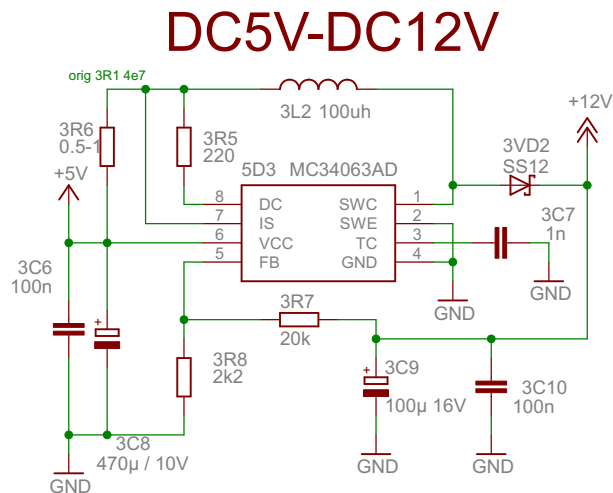 DC5V-DC12V
orig 3R1 4e7
3L2 100uh
+12V
3R6
0.5-1
3R5
220
3VD2
SS12
+5V
5D3 MC34063AD
8 DC SWC 1
7 IS SWE 2
6 VCC TC 3
5 FB GND 4
3C7
1n
3C6
100n
GND
GND
3R7
20k
3R8
2k2
+
+
3C9
100µ 16V
3C10
100n
3C8
470µ / 10V
GND
GND
GND